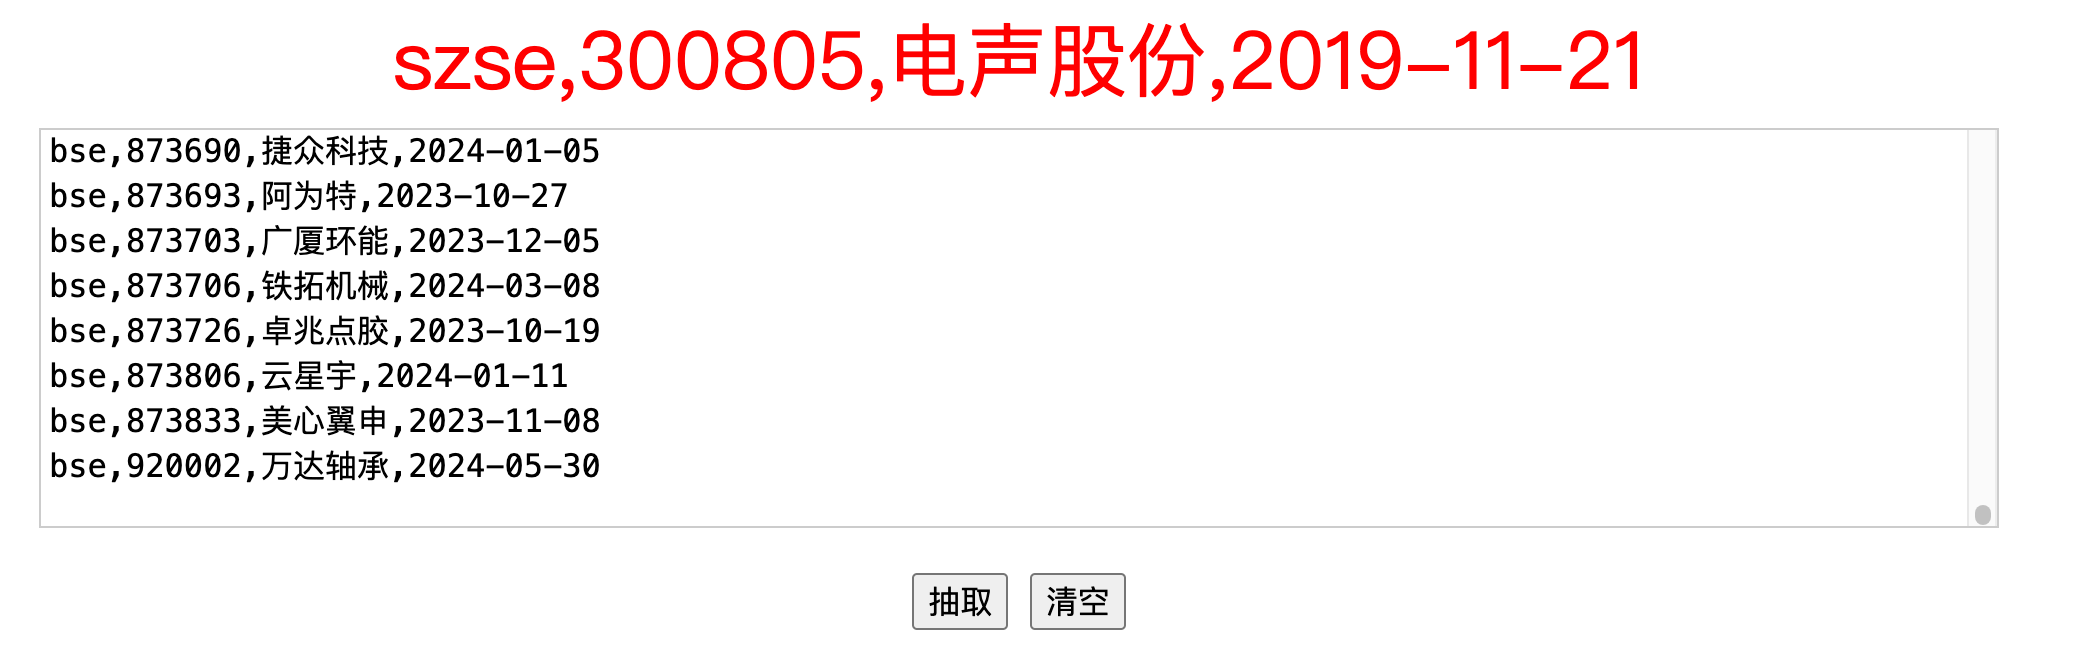 szse,300805,电声股份,2019-11-21
bse,873690,捷众科技,2024-01-05
bse,873693,阿为特,2023-10-27
bse,873703,广厦环能,2023-12-05
bse,873706,铁拓机械,2024-03-08
bse,873726,卓兆点胶,2023-10-19
bse,873806,云星宇,2024-01-11
bse,873833,美心翼申,2023-11-08
bse,920002,万达轴承,2024-05-30
抽取 清空